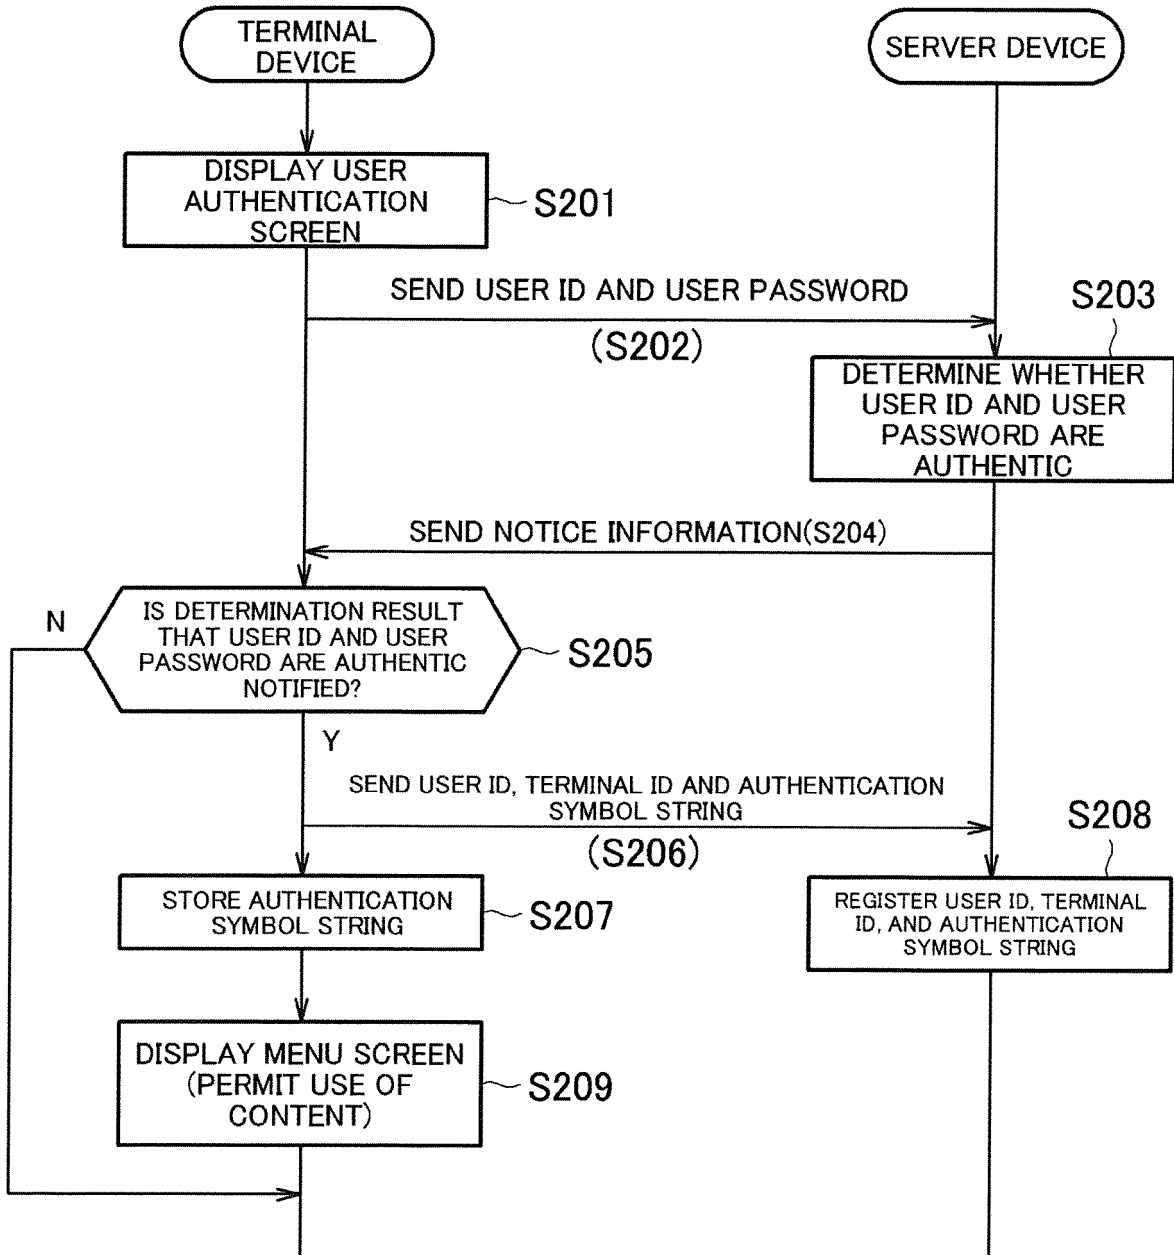 TERMINAL
DEVICE
SERVER DEVICE
DISPLAY USER
AUTHENTICATION
SCREEN
S201
SEND USER ID AND USER PASSWORD
(S202)
S203
DETERMINE WHETHER
USER ID AND USER
PASSWORD ARE
AUTHENTIC
SEND NOTICE INFORMATION(S204)
N
IS DETERMINATION RESULT
THAT USER ID AND USER
PASSWORD ARE AUTHENTIC
NOTIFIED?
S205
Y
SEND USER ID, TERMINAL ID AND AUTHENTICATION
SYMBOL STRING
(S206)
S208
STORE AUTHENTICATION
SYMBOL STRING
S207
REGISTER USER ID, TERMINAL
ID, AND AUTHENTICATION
SYMBOL STRING
DISPLAY MENU SCREEN
(PERMIT USE OF
CONTENT)
S209